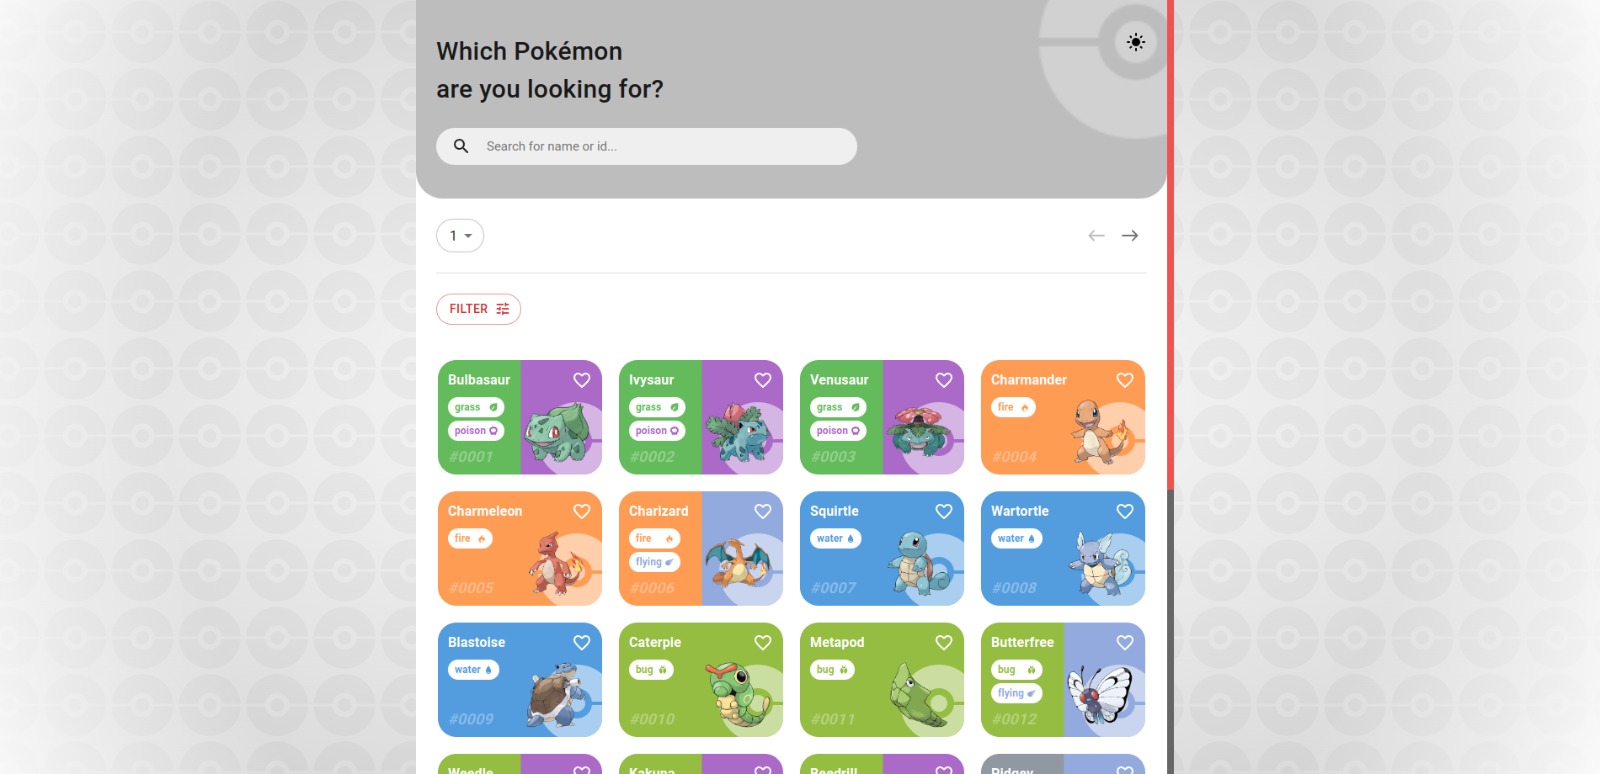 Which Pokémon
are you looking for?
Search for name or id...
1
FILTER
Bulbasaur
grass
poison
#0001
Ivysaur
grass
poison
#0002
Venusaur
grass
poison
#0003
Charmander
fire
#0004
Charmeleon
fire
#0005
Charizard
fire
flying
#0006
Squirtle
water
#0007
Wartortle
water
#0008
Blastoise
water
#0009
Caterpie
bug
#0010
Metapod
bug
#0011
Butterfree
bug
flying
#0012
Weedle
Kakuna
Beedrill
Pidgey